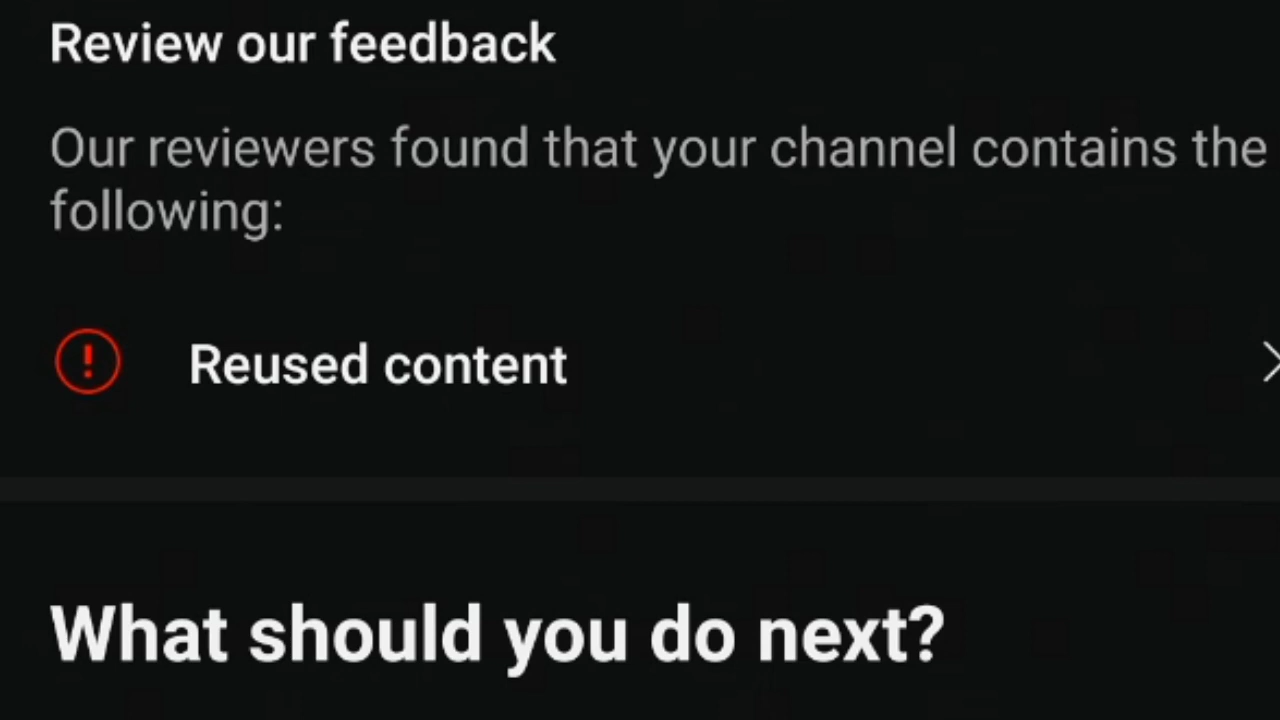 Review our feedback
Our reviewers found that your channel contains the
following:
Reused content
What should you do next?